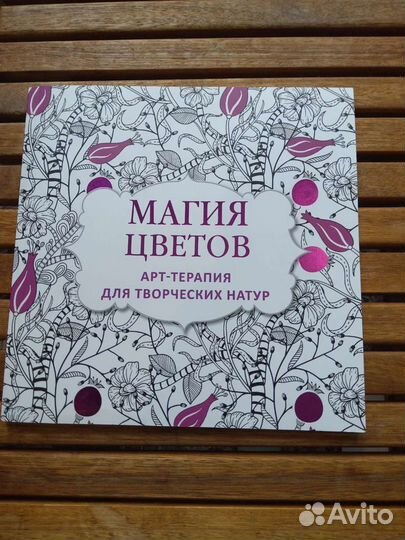 МАГИЯ
ЦВЕТОВ
АРТ-ТЕРАПИЯ
ДЛЯ ТВОРЧЕСКИХ НАТУР
Avito